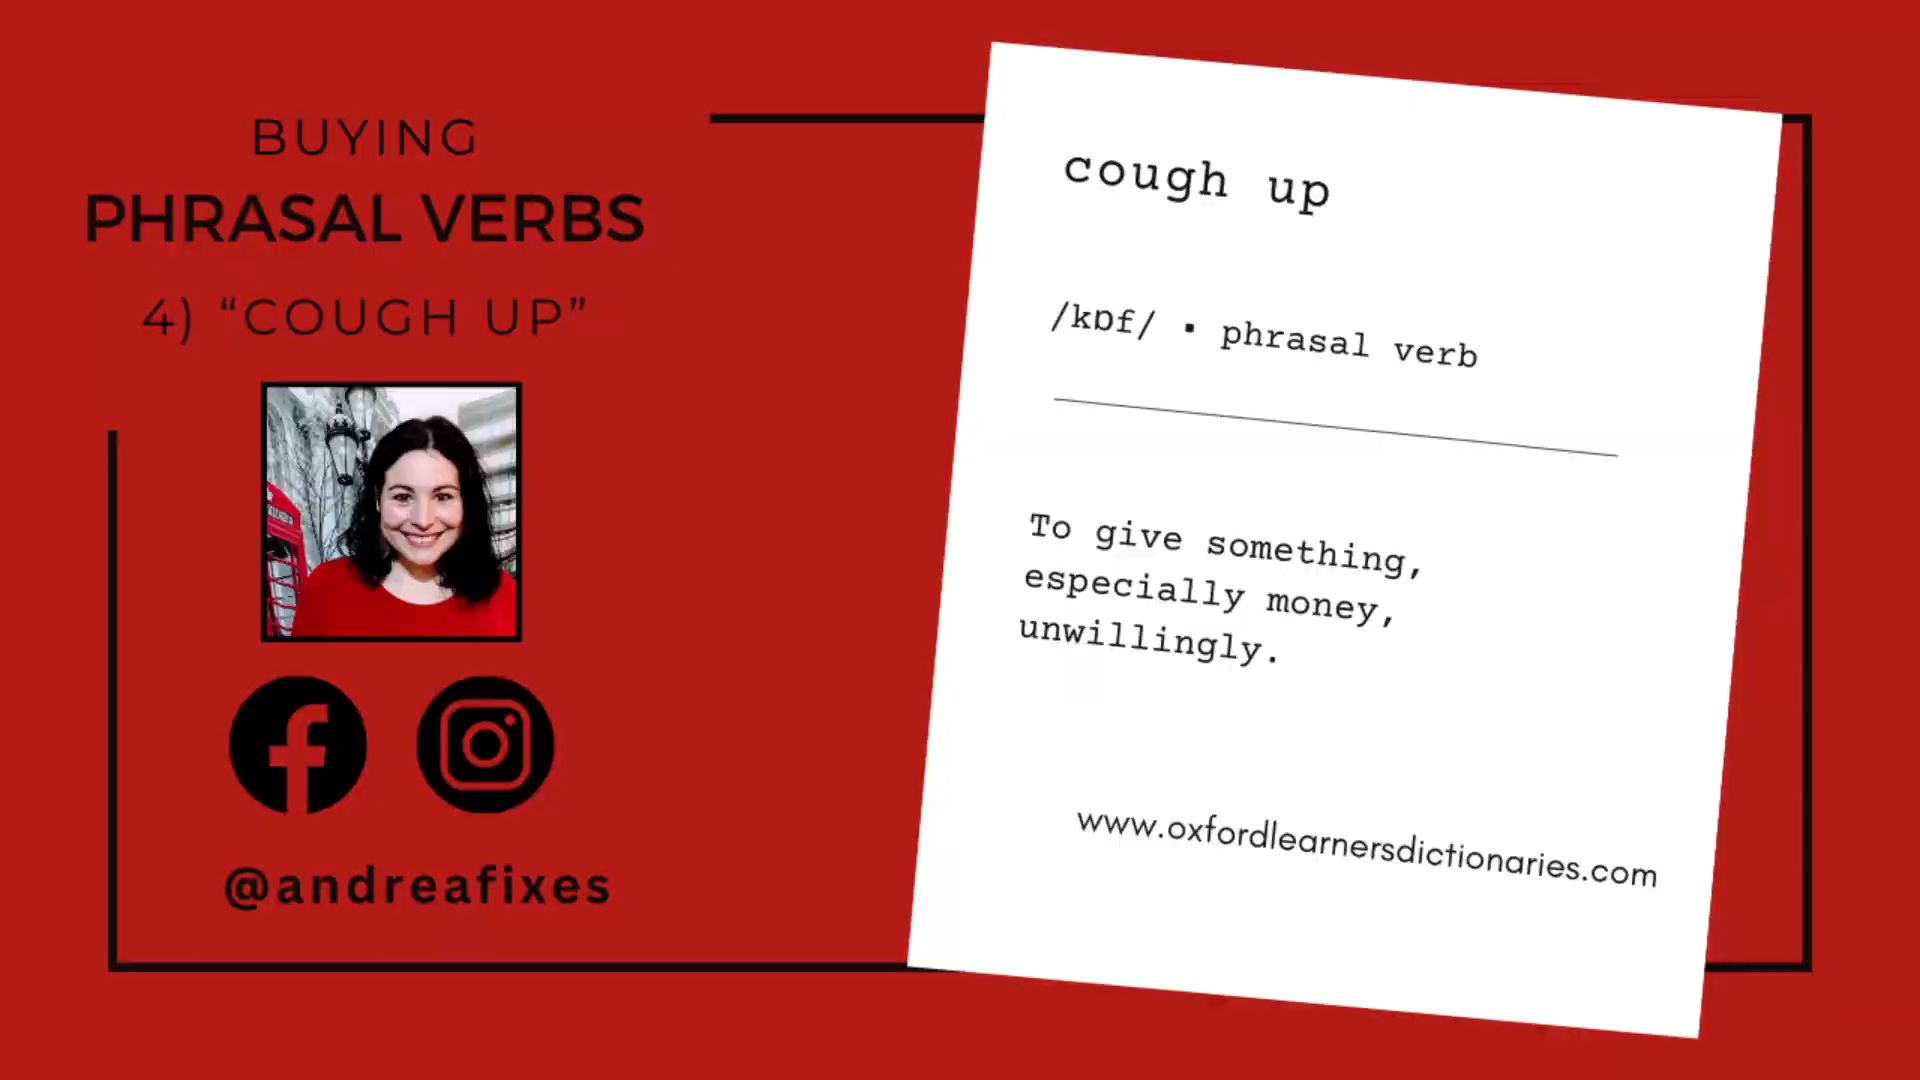 BUYING
PHRASAL VERBS
4) “COUGH UP”
@andreafixes
cough up
/kɒf/ ▪ phrasal verb
To give something,
especially money,
unwillingly.
www.oxfordlearnersdictionaries.com